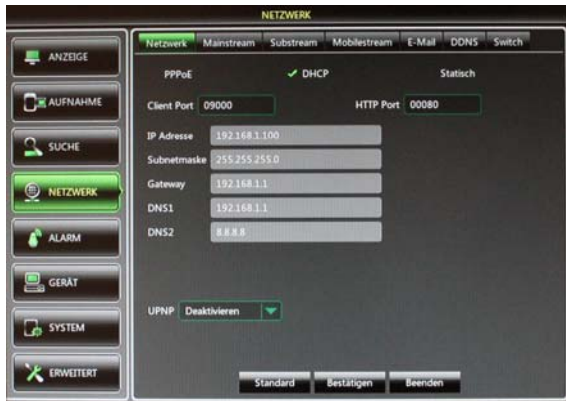 NETZWERK
ANZEIGE
AUFNAHME
SUCHE
NETZWERK
ALARM
GERÄT
SYSTEM
ERWEITERT
Netzwerk Mainstream Substream Mobilestream E-Mail DDNS Switch
PPPoE DHCP Statisch
Client Port 09000 HTTP Port 00080
IP Adresse 192.168.1.100
Subnetmaske 255.255.255.0
Gateway 192.168.1.1
DNS1 192.168.1.1
DNS2 8.8.8.8
UPNP Deaktivieren
Standard Bestätigen Beenden